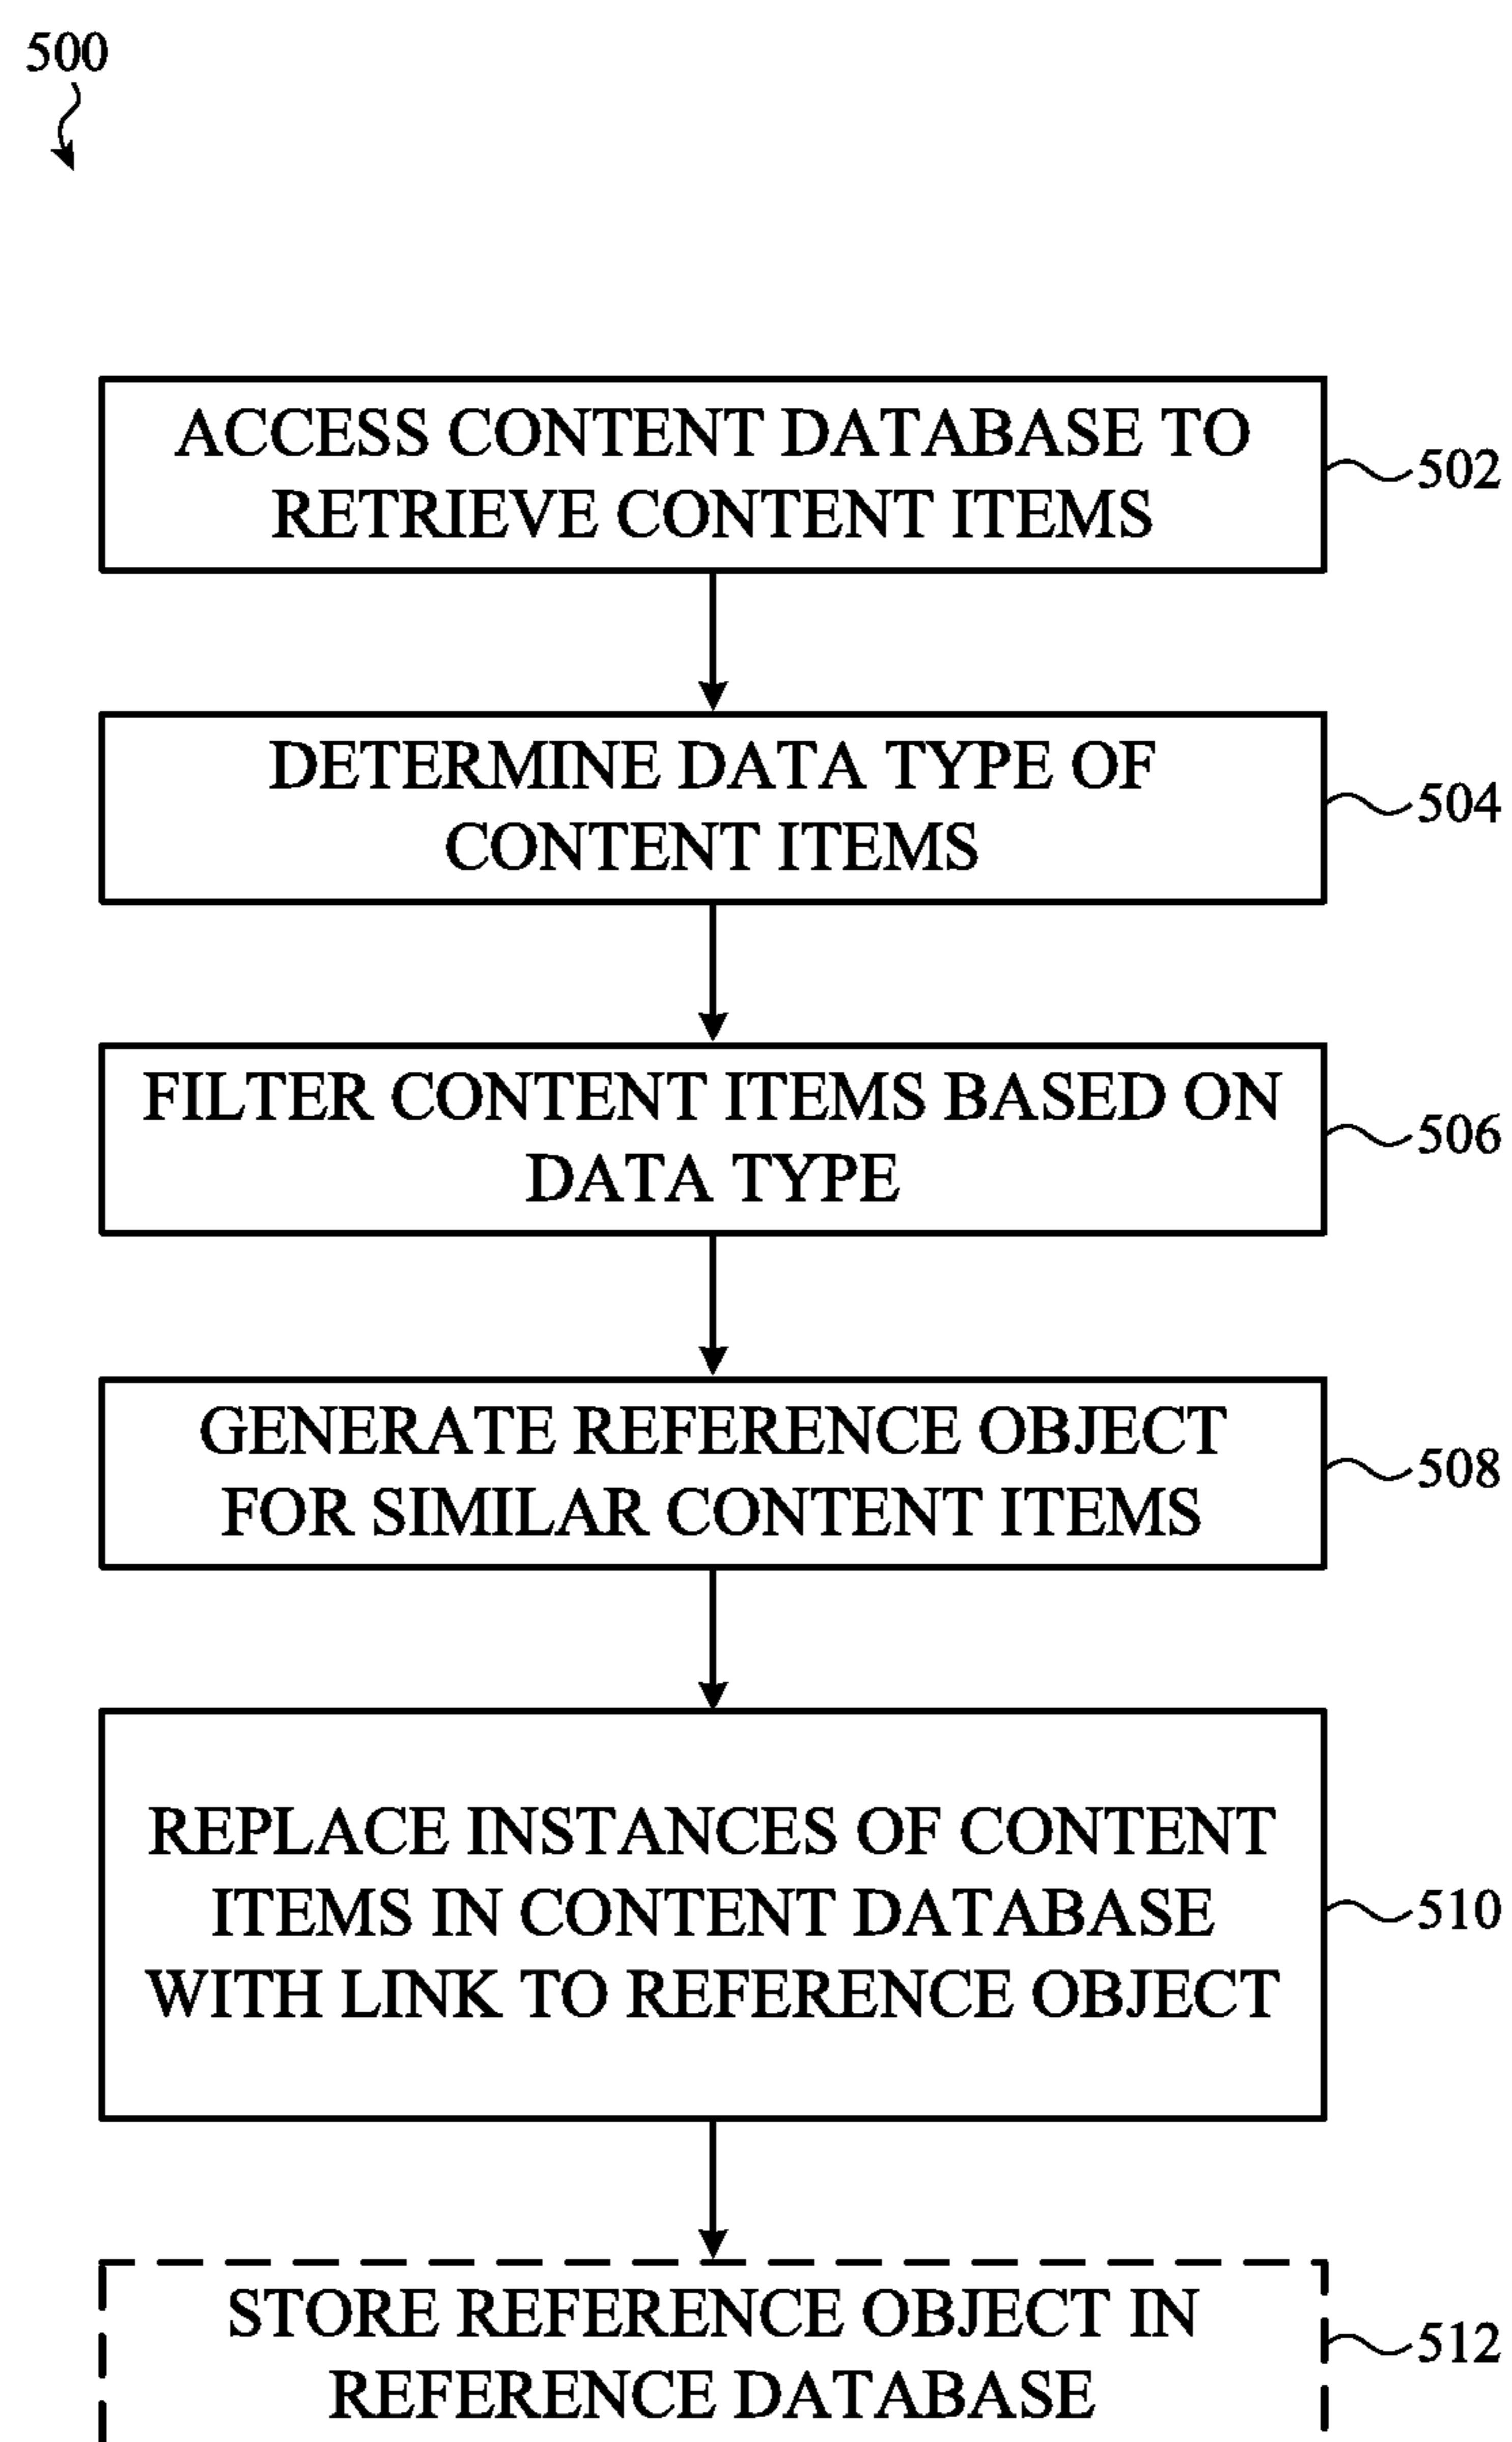 500
ACCESS CONTENT DATABASE TO
RETRIEVE CONTENT ITEMS
502
DETERMINE DATA TYPE OF
CONTENT ITEMS
504
FILTER CONTENT ITEMS BASED ON
DATA TYPE
506
GENERATE REFERENCE OBJECT
FOR SIMILAR CONTENT ITEMS
508
REPLACE INSTANCES OF CONTENT
ITEMS IN CONTENT DATABASE
WITH LINK TO REFERENCE OBJECT
510
STORE REFERENCE OBJECT IN
REFERENCE DATABASE
512